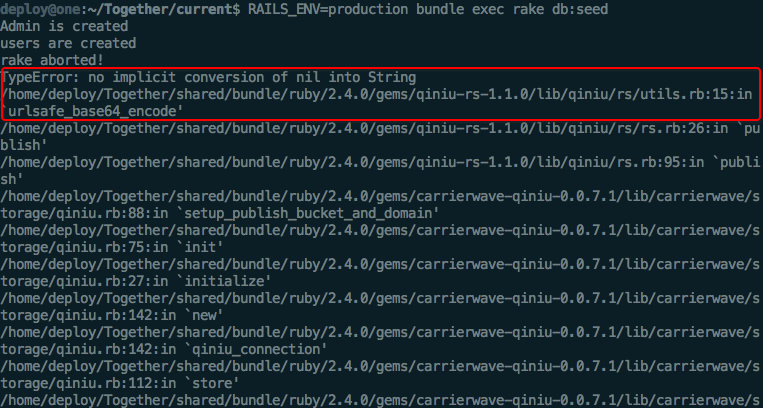 deploy@one:~/Together/current$ RAILS_ENV=production bundle exec rake db:seed
Admin is created
users are created
rake aborted!
TypeError: no implicit conversion of nil into String
/home/deploy/Together/shared/bundle/ruby/2.4.0/gems/qiniu-rs-1.1.0/lib/qiniu/rs/utils.rb:15:in
`urlsafe_base64_encode'
/home/deploy/Together/shared/bundle/ruby/2.4.0/gems/qiniu-rs-1.1.0/lib/qiniu/rs/rs.rb:26:in `pu
blish'
/home/deploy/Together/shared/bundle/ruby/2.4.0/gems/qiniu-rs-1.1.0/lib/qiniu/rs.rb:95:in `publi
sh'
/home/deploy/Together/shared/bundle/ruby/2.4.0/gems/carrierwave-qiniu-0.0.7.1/lib/carrierwave/s
torage/qiniu.rb:88:in `setup_publish_bucket_and_domain'
/home/deploy/Together/shared/bundle/ruby/2.4.0/gems/carrierwave-qiniu-0.0.7.1/lib/carrierwave/s
torage/qiniu.rb:75:in `init'
/home/deploy/Together/shared/bundle/ruby/2.4.0/gems/carrierwave-qiniu-0.0.7.1/lib/carrierwave/s
torage/qiniu.rb:27:in `initialize'
/home/deploy/Together/shared/bundle/ruby/2.4.0/gems/carrierwave-qiniu-0.0.7.1/lib/carrierwave/s
torage/qiniu.rb:142:in `new'
/home/deploy/Together/shared/bundle/ruby/2.4.0/gems/carrierwave-qiniu-0.0.7.1/lib/carrierwave/s
torage/qiniu.rb:142:in `qiniu_connection'
/home/deploy/Together/shared/bundle/ruby/2.4.0/gems/carrierwave-qiniu-0.0.7.1/lib/carrierwave/s
torage/qiniu.rb:112:in `store'
/home/deploy/Together/shared/bundle/ruby/2.4.0/gems/carrierwave-qiniu-0.0.7.1/lib/carrierwave/s